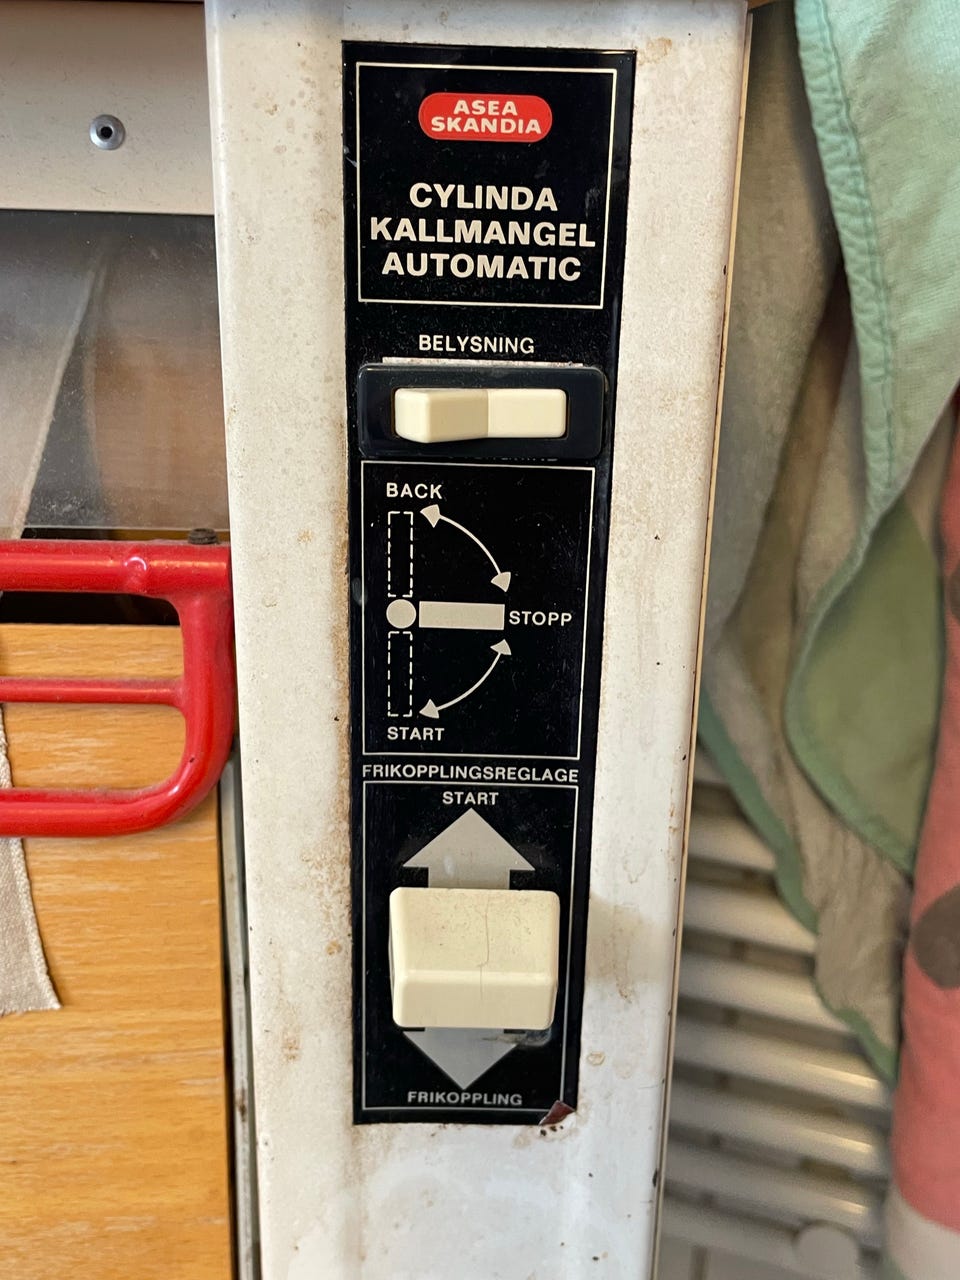 ASEA
SKANDIA
CYLINDA
KALLMANGEL
AUTOMATIC
BELYSNING
BACK
STOPP
START
FRIKOPPLINGSREGLAGE
START
FRIKOPPLING